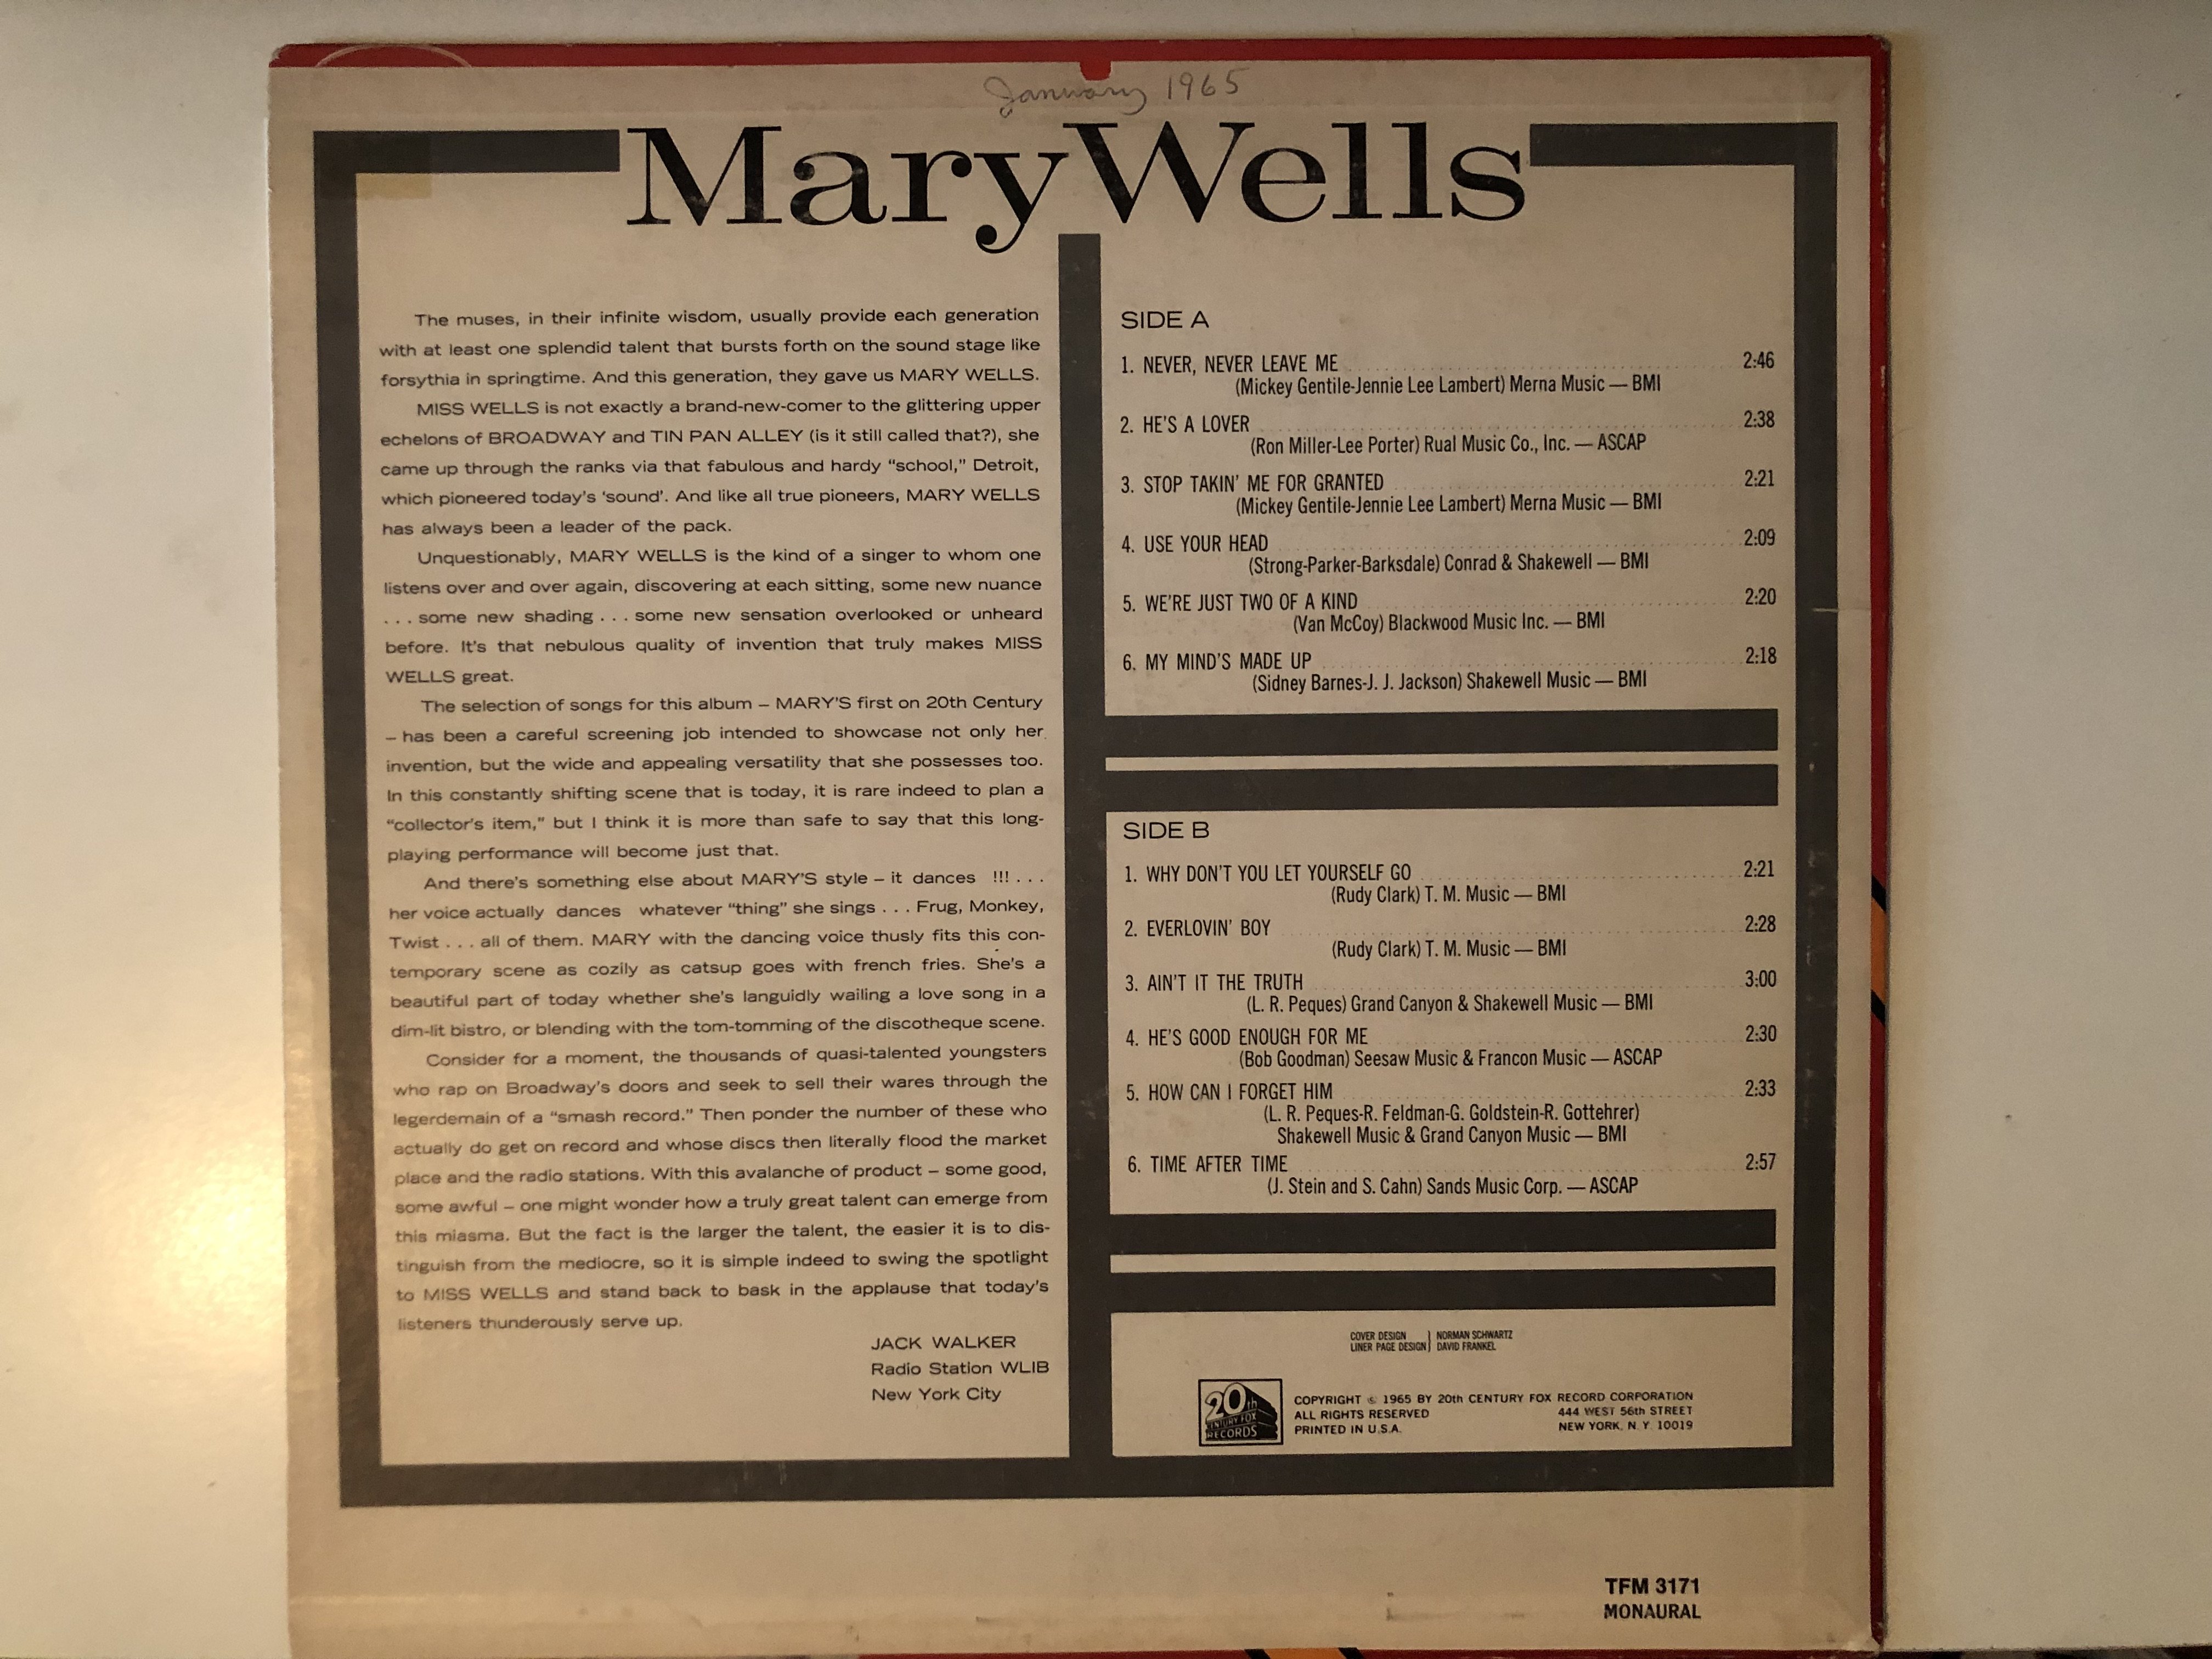 January 1965
Mary Wells
The muses, in their infinite wisdom, usually provide each generation
with at least one splendid talent that bursts forth on the sound stage like
forsythia in springtime. And this generation, they gave us MARY WELLS.
MISS WELLS is not exactly a brand-new-comer to the glittering upper
echelons of BROADWAY and TIN PAN ALLEY (is it still called that?), she
came up through the ranks via that fabulous and hardy “school,” Detroit,
which pioneered today's ‘sound’. And like all true pioneers, MARY WELLS
has always been a leader of the pack.
Unquestionably, MARY WELLS is the kind of a singer to whom one
listens over and over again, discovering at each sitting, some new nuance
. . . some new shading . . . some new sensation overlooked or unheard
before. It's that nebulous quality of invention that truly makes MISS
WELLS great.
The selection of songs for this album – MARY'S first on 20th Century
– has been a careful screening job intended to showcase not only her
invention, but the wide and appealing versatility that she possesses too.
In this constantly shifting scene that is today, it is rare indeed to plan a
“collector's item,” but I think it is more than safe to say that this long-
playing performance will become just that.
And there's something else about MARY'S style – it dances !!! . . .
her voice actually dances whatever “thing” she sings . . . Frug, Monkey,
Twist . . . all of them. MARY with the dancing voice thusly fits this con-
temporary scene as cozily as catsup goes with french fries. She's a
beautiful part of today whether she's languidly wailing a love song in a
dim-lit bistro, or blending with the tom-tomming of the discotheque scene.
Consider for a moment, the thousands of quasi-talented youngsters
who rap on Broadway's doors and seek to sell their wares through the
legerdemain of a “smash record.” Then ponder the number of these who
actually do get on record and whose discs then literally flood the market
place and the radio stations. With this avalanche of product – some good,
some awful – one might wonder how a truly great talent can emerge from
this miasma. But the fact is the larger the talent, the easier it is to dis-
tinguish from the mediocre, so it is simple indeed to swing the spotlight
to MISS WELLS and stand back to bask in the applause that today's
listeners thunderously serve up.
JACK WALKER
Radio Station WLIB
New York City
SIDE A
1. NEVER, NEVER LEAVE ME 2:46
(Mickey Gentile-Jennie Lee Lambert) Merna Music — BMI
2. HE'S A LOVER 2:38
(Ron Miller-Lee Porter) Rual Music Co., Inc. — ASCAP
3. STOP TAKIN' ME FOR GRANTED 2:21
(Mickey Gentile-Jennie Lee Lambert) Merna Music — BMI
4. USE YOUR HEAD 2:09
(Strong-Parker-Barksdale) Conrad & Shakewell — BMI
5. WE'RE JUST TWO OF A KIND 2:20
(Van McCoy) Blackwood Music Inc. — BMI
6. MY MIND'S MADE UP 2:18
(Sidney Barnes-J. J. Jackson) Shakewell Music — BMI
SIDE B
1. WHY DON'T YOU LET YOURSELF GO 2:21
(Rudy Clark) T. M. Music — BMI
2. EVERLOVIN' BOY 2:28
(Rudy Clark) T. M. Music — BMI
3. AIN'T IT THE TRUTH 3:00
(L. R. Peques) Grand Canyon & Shakewell Music — BMI
4. HE'S GOOD ENOUGH FOR ME 2:30
(Bob Goodman) Seesaw Music & Francon Music — ASCAP
5. HOW CAN I FORGET HIM 2:33
(L. R. Peques-R. Feldman-G. Goldstein-R. Gottehrer)
Shakewell Music & Grand Canyon Music — BMI
6. TIME AFTER TIME 2:57
(J. Stein and S. Cahn) Sands Music Corp. — ASCAP
COVER DESIGN NORMAN SCHWARTZ
LINER PAGE DESIGN DAVID FRANKEL
20th
CENTURY FOX
RECORDS
COPYRIGHT © 1965 BY 20th CENTURY FOX RECORD CORPORATION
ALL RIGHTS RESERVED 444 WEST 56th STREET
PRINTED IN U.S.A. NEW YORK, N. Y. 10019
TFM 3171
MONAURAL